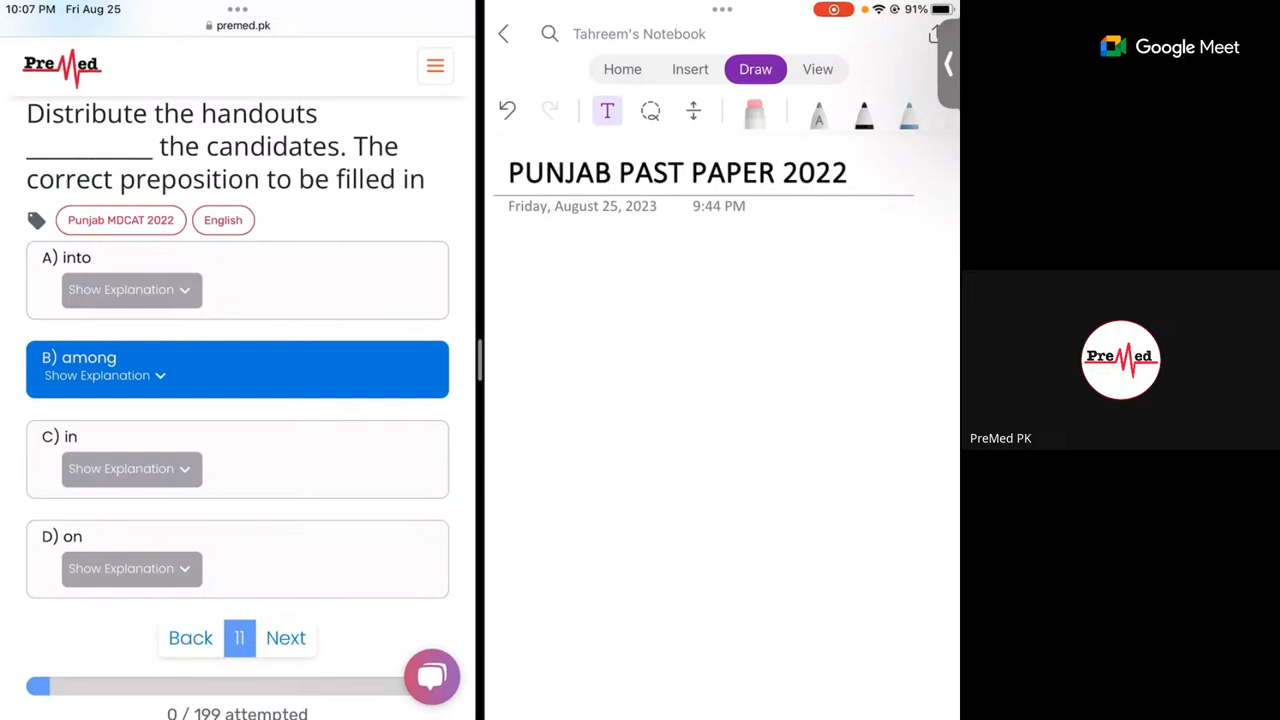 10:07 PM Fri Aug 25
premed.pk
PreMed
Distribute the handouts
__________ the candidates. The
correct preposition to be filled in
Punjab MDCAT 2022 English
A) into
Show Explanation
B) among
Show Explanation
C) in
Show Explanation
D) on
Show Explanation
Back 11 Next
0 / 199 attempted
91%
Tahreem's Notebook
Home Insert Draw View
T A
PUNJAB PAST PAPER 2022
Friday, August 25, 2023 9:44 PM
Google Meet
PreMed
PreMed PK